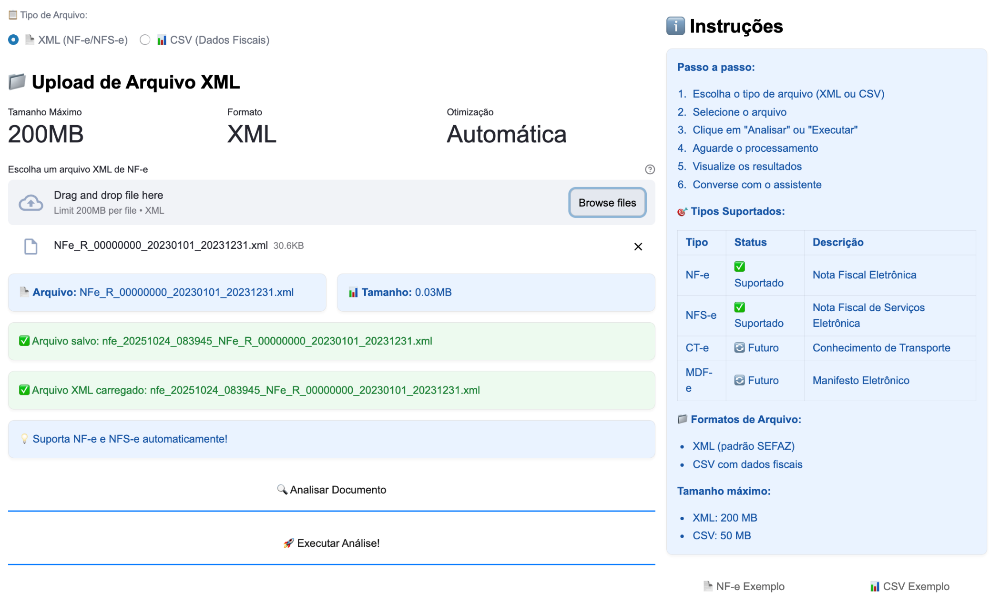 📋 Tipo de Arquivo:
📄 XML (NF-e/NFS-e) 📊 CSV (Dados Fiscais)
📁 Upload de Arquivo XML
Tamanho Máximo
200MB
Formato
XML
Otimização
Automática
Escolha um arquivo XML de NF-e
Drag and drop file here
Limit 200MB per file • XML
Browse files
NFe_R_00000000_20230101_20231231.xml 30.6KB
📄 Arquivo: NFe_R_00000000_20230101_20231231.xml
📊 Tamanho: 0.03MB
✅ Arquivo salvo: nfe_20251024_083945_NFe_R_00000000_20230101_20231231.xml
✅ Arquivo XML carregado: nfe_20251024_083945_NFe_R_00000000_20230101_20231231.xml
💡 Suporta NF-e e NFS-e automaticamente!
🔍 Analisar Documento
🚀 Executar Análise!
ℹ️ Instruções
Passo a passo:
1. Escolha o tipo de arquivo (XML ou CSV)
2. Selecione o arquivo
3. Clique em "Analisar" ou "Executar"
4. Aguarde o processamento
5. Visualize os resultados
6. Converse com o assistente
🎯 Tipos Suportados:
Tipo Status Descrição
NF-e ✅ Suportado Nota Fiscal Eletrônica
NFS-e ✅ Suportado Nota Fiscal de Serviços Eletrônica
CT-e 🔄 Futuro Conhecimento de Transporte
MDF-e 🔄 Futuro Manifesto Eletrônico
📁 Formatos de Arquivo:
• XML (padrão SEFAZ)
• CSV com dados fiscais
Tamanho máximo:
• XML: 200 MB
• CSV: 50 MB
📄 NF-e Exemplo
📊 CSV Exemplo